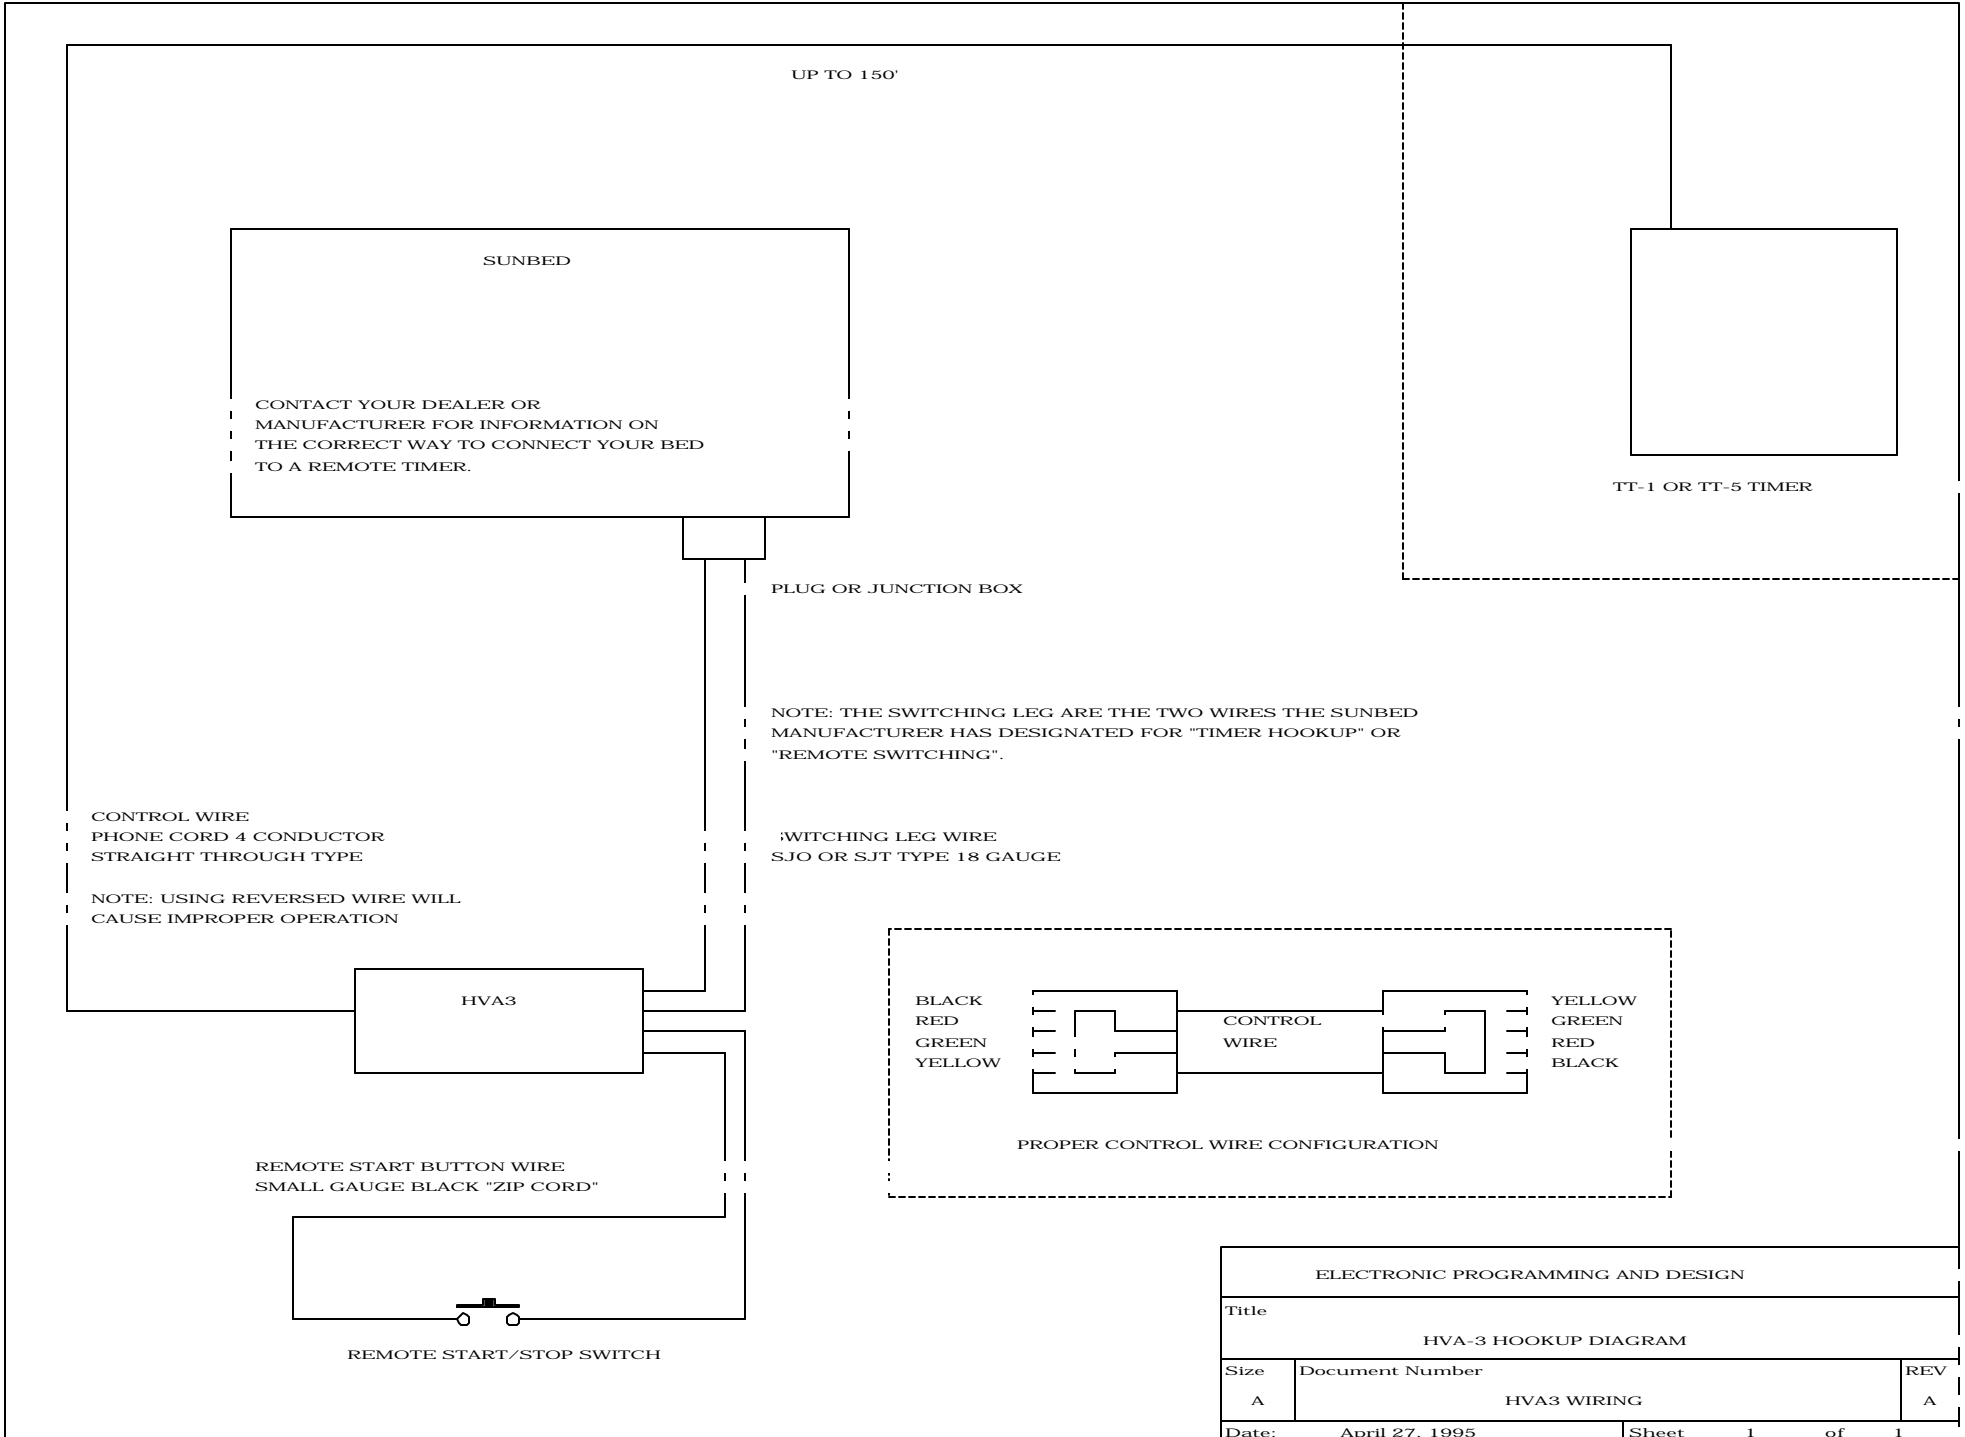 UP TO 150'
SUNBED
CONTACT YOUR DEALER OR
MANUFACTURER FOR INFORMATION ON
THE CORRECT WAY TO CONNECT YOUR BED
TO A REMOTE TIMER.
TT-1 OR TT-5 TIMER
PLUG OR JUNCTION BOX
NOTE: THE SWITCHING LEG ARE THE TWO WIRES THE SUNBED
MANUFACTURER HAS DESIGNATED FOR "TIMER HOOKUP" OR
"REMOTE SWITCHING".
CONTROL WIRE
PHONE CORD 4 CONDUCTOR
STRAIGHT THROUGH TYPE
NOTE: USING REVERSED WIRE WILL
CAUSE IMPROPER OPERATION
SWITCHING LEG WIRE
SJO OR SJT TYPE 18 GAUGE
HVA3
BLACK
RED
GREEN
YELLOW
CONTROL
WIRE
YELLOW
GREEN
RED
BLACK
PROPER CONTROL WIRE CONFIGURATION
REMOTE START BUTTON WIRE
SMALL GAUGE BLACK "ZIP CORD"
REMOTE START/STOP SWITCH
ELECTRONIC PROGRAMMING AND DESIGN
Title
HVA-3 HOOKUP DIAGRAM
Size Document Number REV
A HVA3 WIRING A
Date: April 27, 1995 Sheet 1 of 1